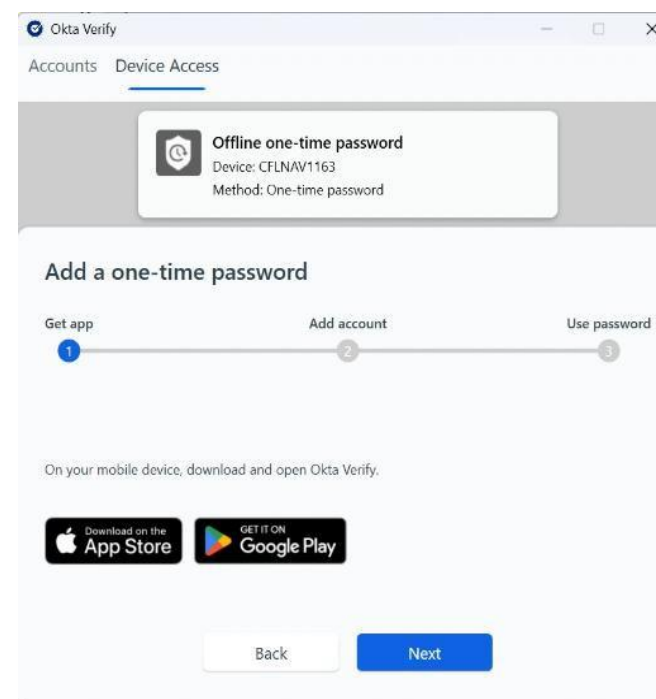 Okta Verify
Accounts Device Access
Offline one-time password
Device: CFLNAV1163
Method: One-time password
Add a one-time password
Get app Add account Use password
1 2 3
On your mobile device, download and open Okta Verify.
Download on the
App Store
GET IT ON
Google Play
Back Next